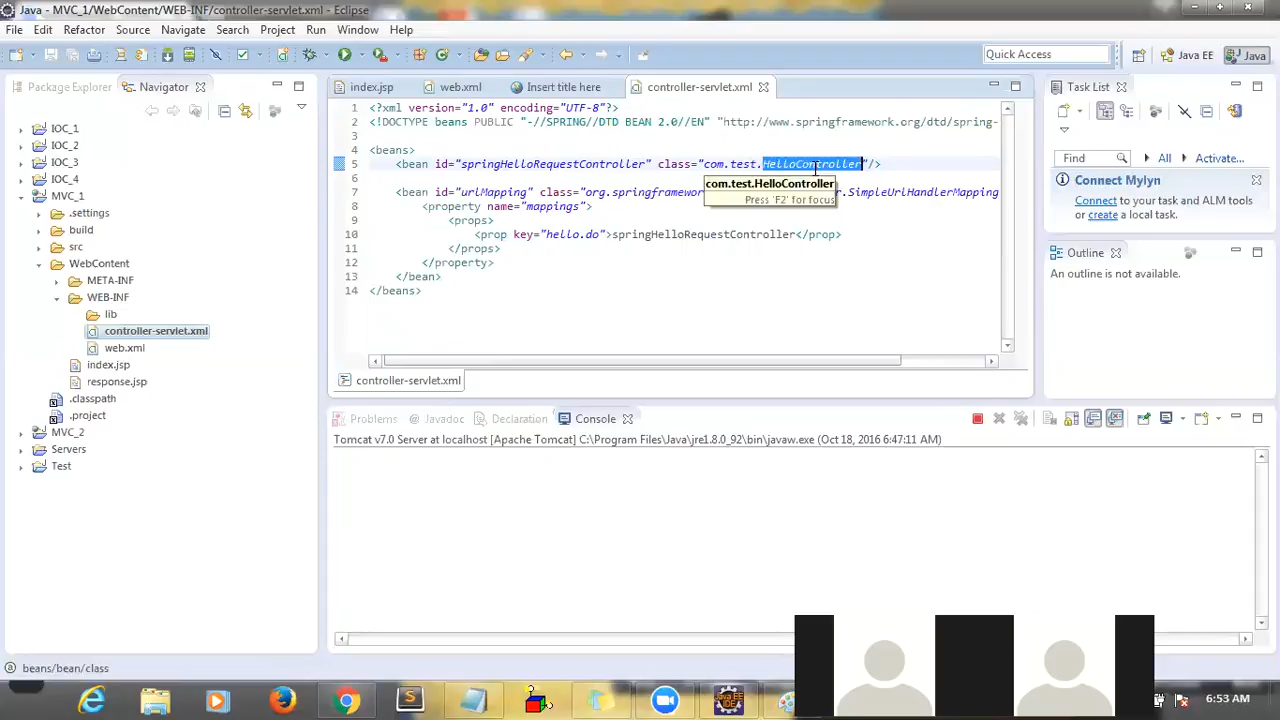 Java - MVC_1/WebContent/WEB-INF/controller-servlet.xml - Eclipse
File Edit Refactor Source Navigate Search Project Run Window Help
Quick Access
Java EE
Java
Package Explorer
Navigator
IOC_1
IOC_2
IOC_3
IOC_4
MVC_1
.settings
build
src
WebContent
META-INF
WEB-INF
lib
controller-servlet.xml
web.xml
index.jsp
response.jsp
.classpath
.project
MVC_2
Servers
Test
index.jsp
web.xml
Insert title here
controller-servlet.xml
1 <?xml version="1.0" encoding="UTF-8"?>
2 <!DOCTYPE beans PUBLIC "-//SPRING//DTD BEAN 2.0//EN" "http://www.springframework.org/dtd/spring-
3
4 <beans>
5 <bean id="springHelloRequestController" class="com.test.HelloController"/>
6
com.test.HelloController
Press 'F2' for focus
7 <bean id="urlMapping" class="org.springframewor r.SimpleUrlHandlerMapping
8 <property name="mappings">
9 <props>
10 <prop key="hello.do">springHelloRequestController</prop>
11 </props>
12 </property>
13 </bean>
14 </beans>
controller-servlet.xml
Task List
Find
All
Activate...
Connect Mylyn
Connect to your task and ALM tools
or create a local task.
Outline
An outline is not available.
Problems
Javadoc
Declaration
Console
Tomcat v7.0 Server at localhost [Apache Tomcat] C:\Program Files\Java\jre1.8.0_92\bin\javaw.exe (Oct 18, 2016 6:47:11 AM)
beans/bean/class
Java EE
IDE
6:53 AM